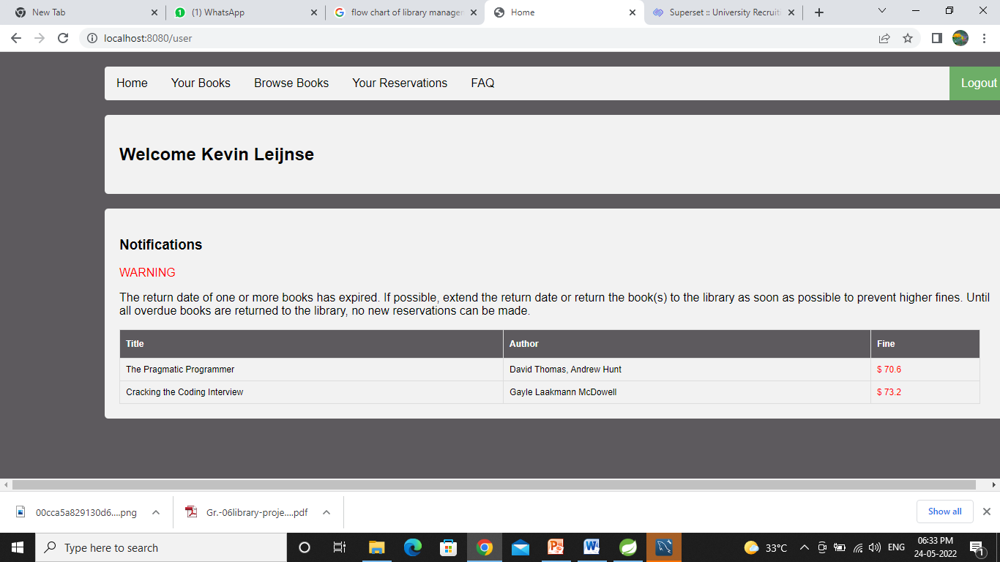 New Tab
(1) WhatsApp
flow chart of library manager
Home
Superset :: University Recruit
localhost:8080/user
Home Your Books Browse Books Your Reservations FAQ Logout
Welcome Kevin Leijnse
Notifications
WARNING
The return date of one or more books has expired. If possible, extend the return date or return the book(s) to the library as soon as possible to prevent higher fines. Until
all overdue books are returned to the library, no new reservations can be made.
Title Author Fine
The Pragmatic Programmer David Thomas, Andrew Hunt $ 70.6
Cracking the Coding Interview Gayle Laakmann McDowell $ 73.2
00cca5a829130d6....png
Gr.-06library-proje....pdf
Show all
Type here to search
33°C
ENG
06:33 PM
24-05-2022
1